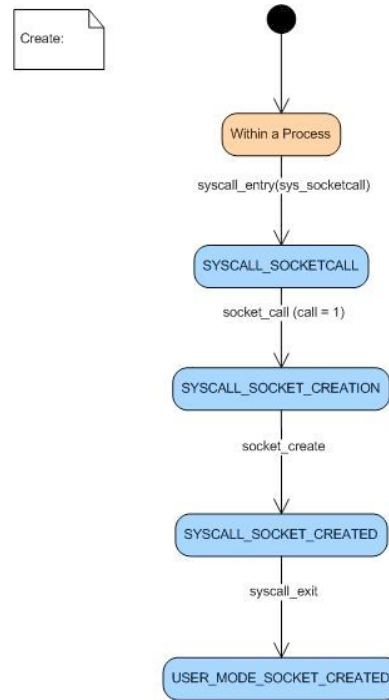 Create:
Within a Process
syscall_entry(sys_socketcall)
SYSCALL_SOCKETCALL
socket_call (call = 1)
SYSCALL_SOCKET_CREATION
socket_create
SYSCALL_SOCKET_CREATED
syscall_exit
USER_MODE_SOCKET_CREATED